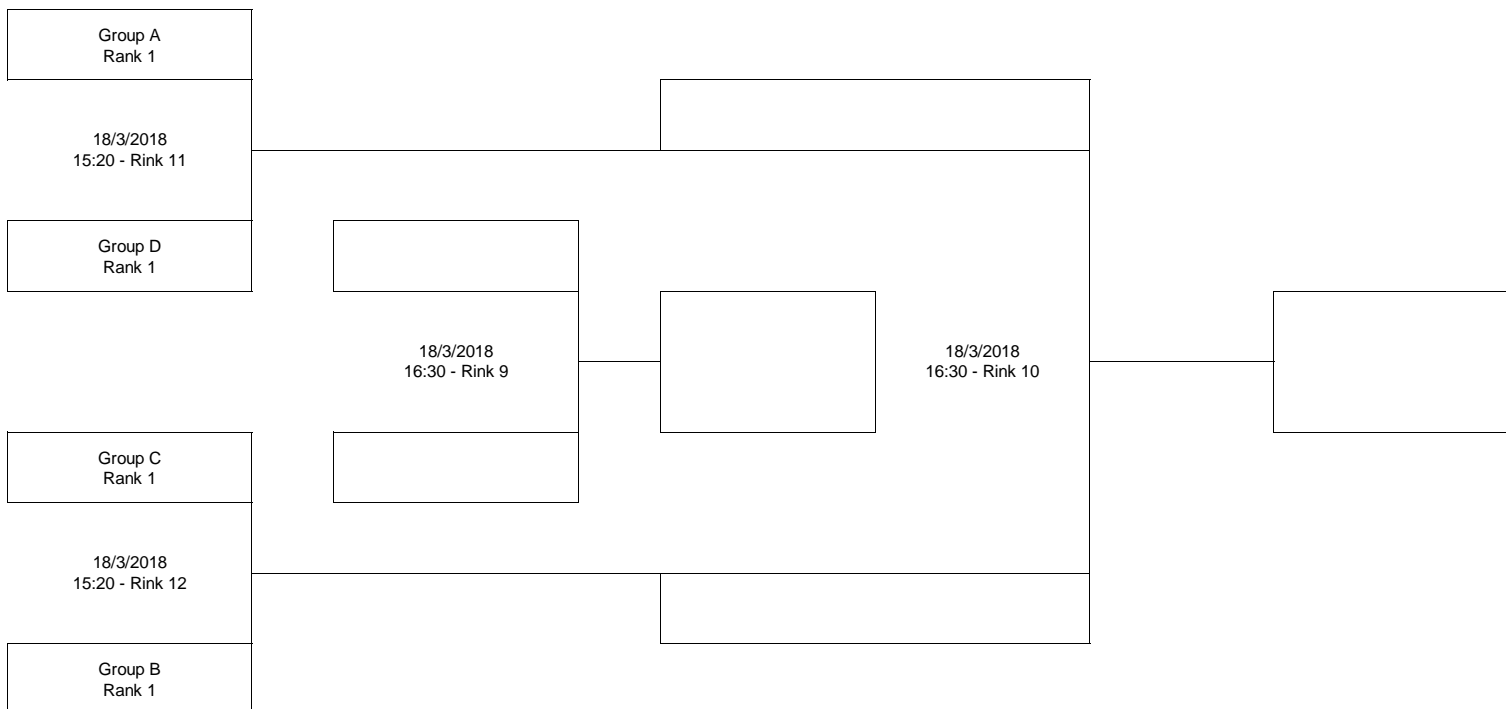 Group A
Rank 1
18/3/2018
15:20 - Rink 11
Group D
Rank 1
18/3/2018
16:30 - Rink 9
18/3/2018
16:30 - Rink 10
Group C
Rank 1
18/3/2018
15:20 - Rink 12
Group B
Rank 1